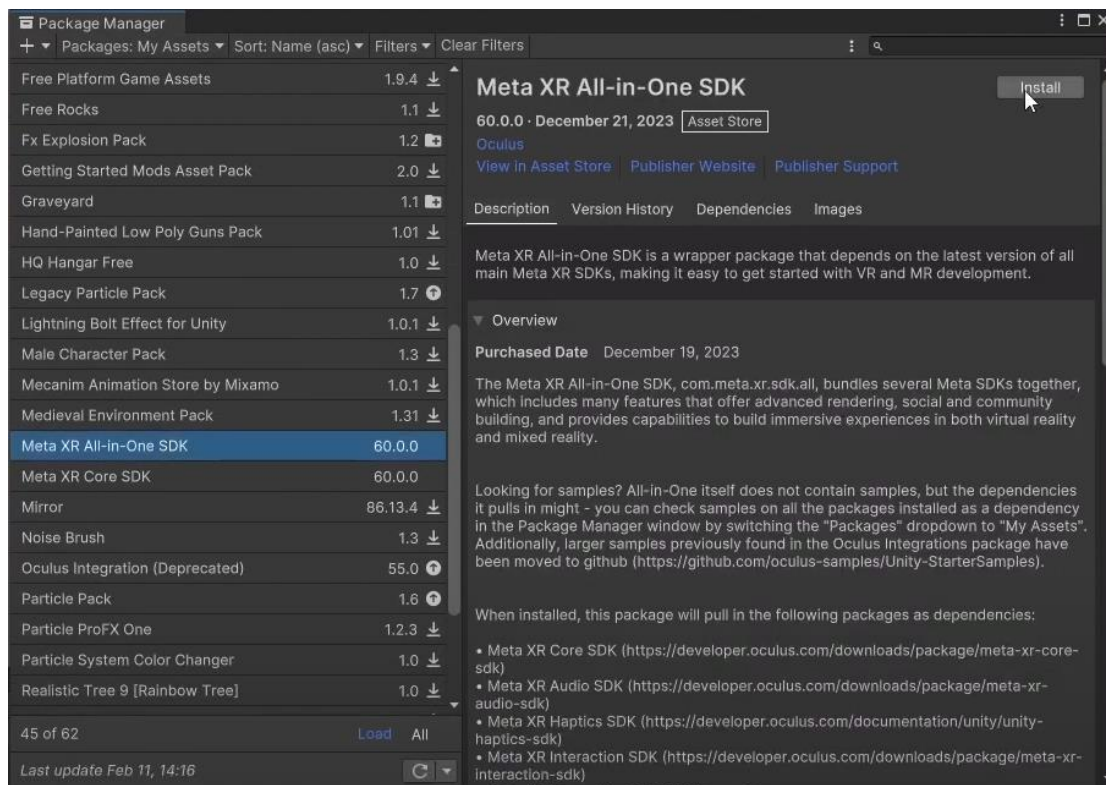 Package Manager
Packages: My Assets Sort: Name (asc) Filters Clear Filters
Free Platform Game Assets 1.9.4
Free Rocks 1.1
Fx Explosion Pack 1.2
Getting Started Mods Asset Pack 2.0
Graveyard 1.1
Hand-Painted Low Poly Guns Pack 1.01
HQ Hangar Free 1.0
Legacy Particle Pack 1.7
Lightning Bolt Effect for Unity 1.0.1
Male Character Pack 1.3
Mecanim Animation Store by Mixamo 1.0.1
Medieval Environment Pack 1.31
Meta XR All-in-One SDK 60.0.0
Meta XR Core SDK 60.0.0
Mirror 86.13.4
Noise Brush 1.3
Oculus Integration (Deprecated) 55.0
Particle Pack 1.6
Particle ProFX One 1.2.3
Particle System Color Changer 1.0
Realistic Tree 9 [Rainbow Tree] 1.0
45 of 62 Load All
Last update Feb 11, 14:16
Meta XR All-in-One SDK
Install
60.0.0 · December 21, 2023 Asset Store
Oculus
View in Asset Store Publisher Website Publisher Support
Description Version History Dependencies Images
Meta XR All-in-One SDK is a wrapper package that depends on the latest version of all
main Meta XR SDKs, making it easy to get started with VR and MR development.
Overview
Purchased Date December 19, 2023
The Meta XR All-in-One SDK, com.meta.xr.sdk.all, bundles several Meta SDKs together,
which includes many features that offer advanced rendering, social and community
building, and provides capabilities to build immersive experiences in both virtual reality
and mixed reality.
Looking for samples? All-in-One itself does not contain samples, but the dependencies
it pulls in might - you can check samples on all the packages installed as a dependency
in the Package Manager window by switching the "Packages" dropdown to "My Assets".
Additionally, larger samples previously found in the Oculus Integrations package have
been moved to github (https://github.com/oculus-samples/Unity-StarterSamples).
When installed, this package will pull in the following packages as dependencies:
• Meta XR Core SDK (https://developer.oculus.com/downloads/package/meta-xr-core-
sdk)
• Meta XR Audio SDK (https://developer.oculus.com/downloads/package/meta-xr-
audio-sdk)
• Meta XR Haptics SDK (https://developer.oculus.com/documentation/unity/unity-
haptics-sdk)
• Meta XR Interaction SDK (https://developer.oculus.com/downloads/package/meta-xr-
interaction-sdk)